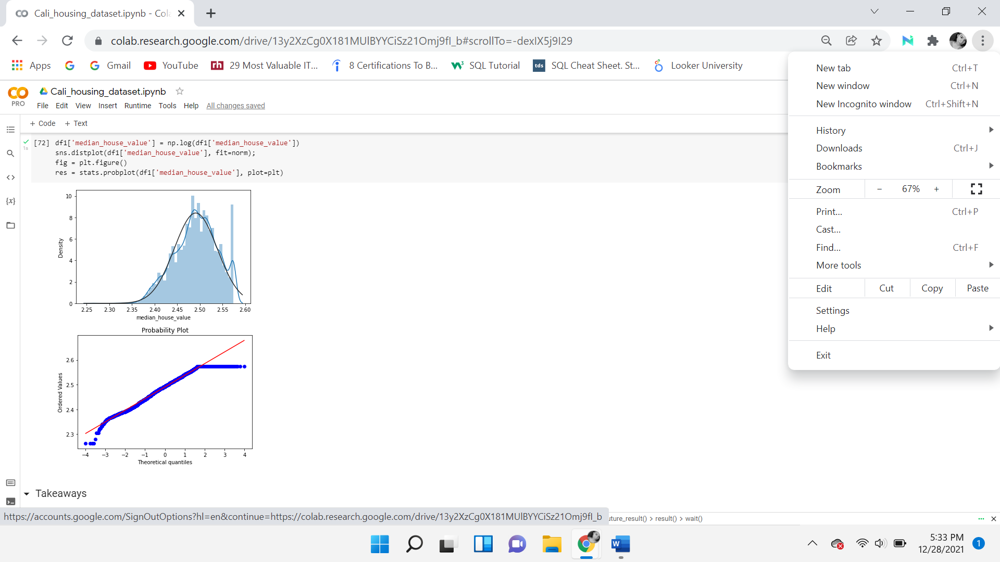 Cali_housing_dataset.ipynb - Cola
colab.research.google.com/drive/13y2XzCg0X181MUlBYYCiSz21Omj9fI_b#scrollTo=-dexIX5j9I29
Apps
Gmail
YouTube
rh 29 Most Valuable IT...
8 Certifications To B...
SQL Tutorial
tds SQL Cheat Sheet. St...
Looker University
PRO
Cali_housing_dataset.ipynb
File Edit View Insert Runtime Tools Help All changes saved
+ Code + Text
[72] df1['median_house_value'] = np.log(df1['median_house_value'])
sns.distplot(df1['median_house_value'], fit=norm);
fig = plt.figure()
res = stats.probplot(df1['median_house_value'], plot=plt)
1s
{x}
10
8
6
4
2
0
Density
2.25 2.30 2.35 2.40 2.45 2.50 2.55 2.60
median_house_value
Probability Plot
2.6
2.5
2.4
2.3
Ordered Values
−4 −3 −2 −1 0 1 2 3 4
Theoretical quantiles
Takeaways
https://accounts.google.com/SignOutOptions?hl=en&continue=https://colab.research.google.com/drive/13y2XzCg0X181MUlBYYCiSz21Omj9fI_b
uture_result() > result() > wait()
New tab Ctrl+T
New window Ctrl+N
New Incognito window Ctrl+Shift+N
History
Downloads Ctrl+J
Bookmarks
Zoom − 67% +
Print... Ctrl+P
Cast...
Find... Ctrl+F
More tools
Edit Cut Copy Paste
Settings
Help
Exit
W
5:33 PM
12/28/2021
1